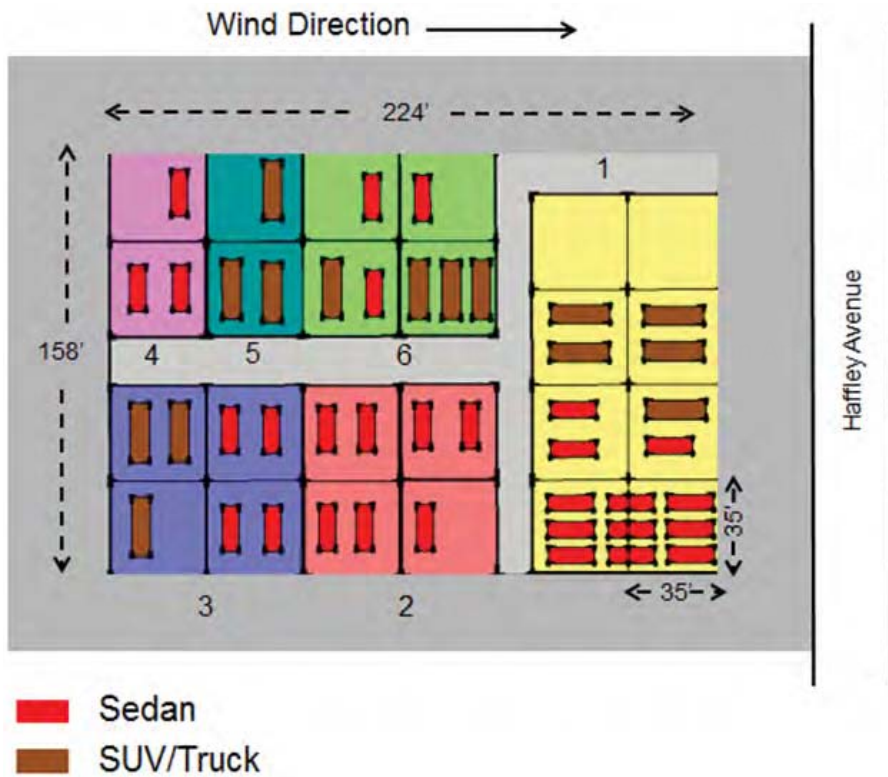 Wind Direction
224'
1
158'
4
5
6
Haffley Avenue
35'
35'
3
2
Sedan
SUV/Truck